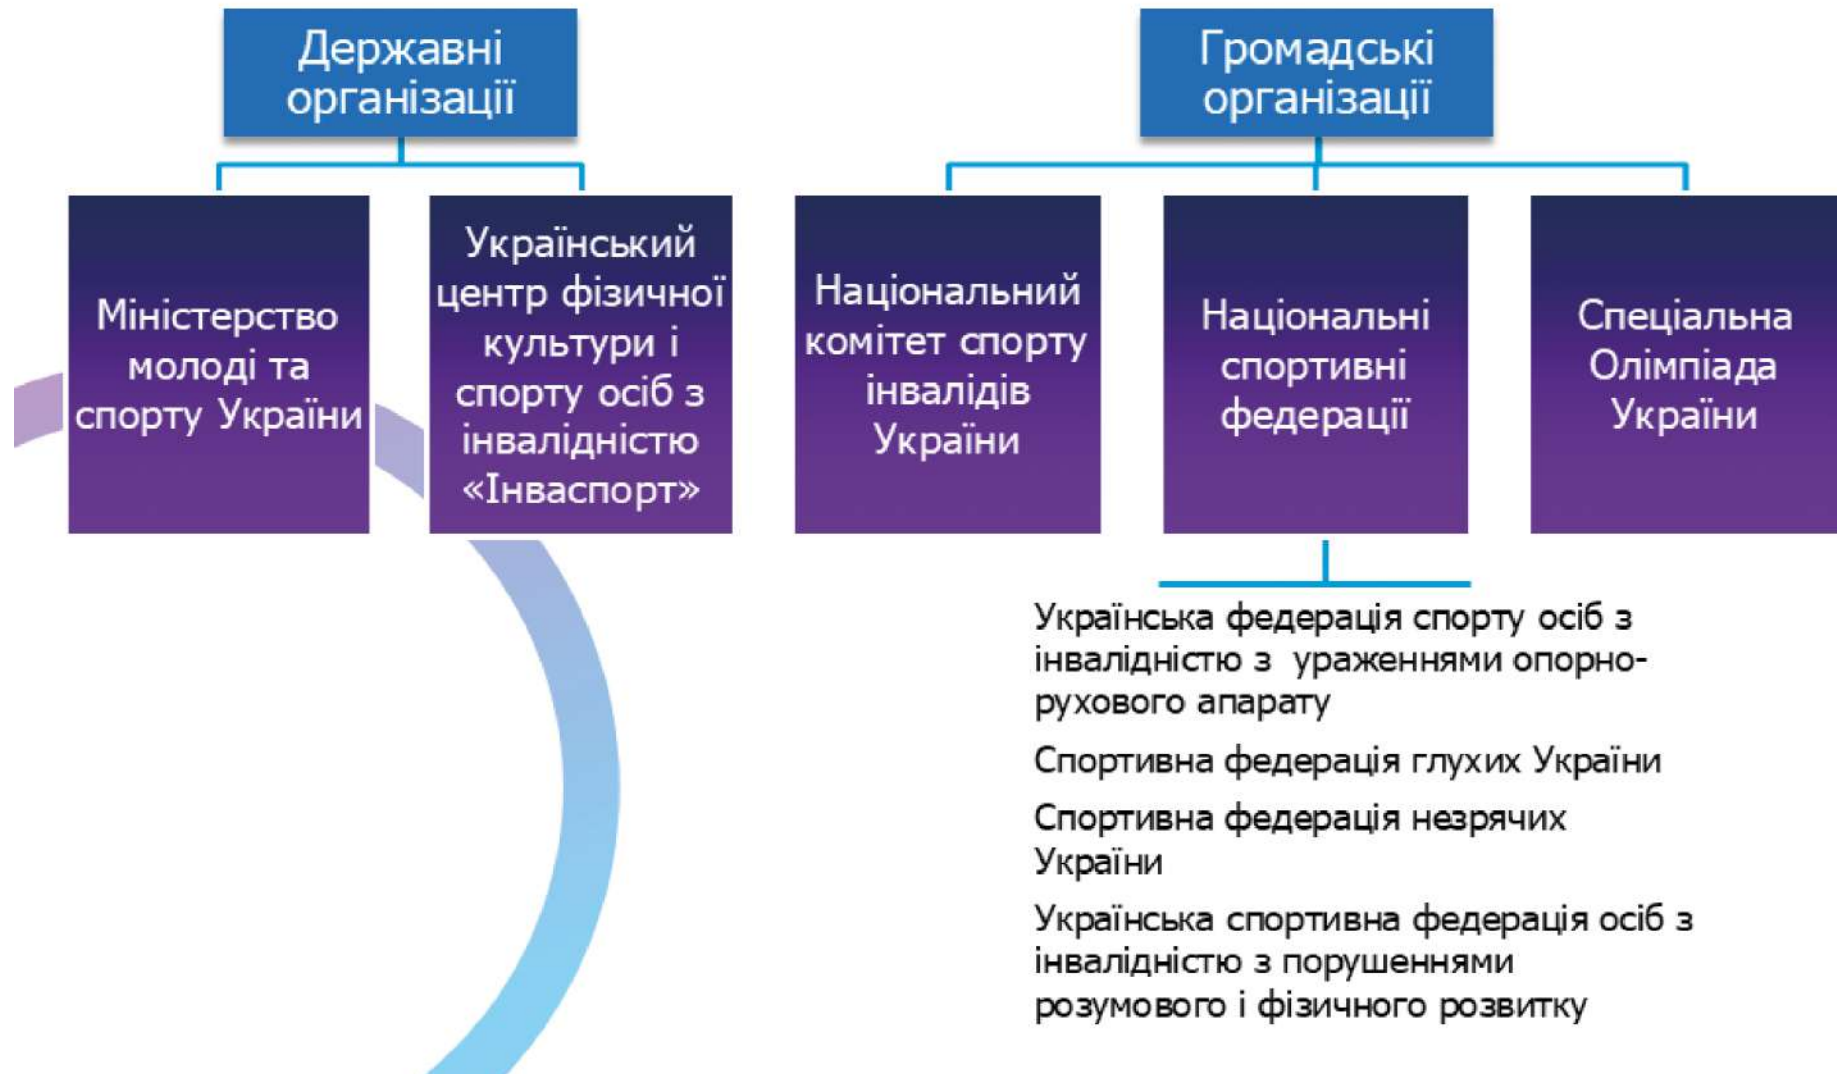 Державні
організації
Громадські
організації
Міністерство
молоді та
спорту України
Український
центр фізичної
культури і
спорту осіб з
інвалідністю
«Інваспорт»
Національний
комітет спорту
інвалідів
України
Національні
спортивні
федерації
Спеціальна
Олімпіада
України
Українська федерація спорту осіб з
інвалідністю з ураженнями опорно-
рухового апарату
Спортивна федерація глухих України
Спортивна федерація незрячих
України
Українська спортивна федерація осіб з
інвалідністю з порушеннями
розумового і фізичного розвитку